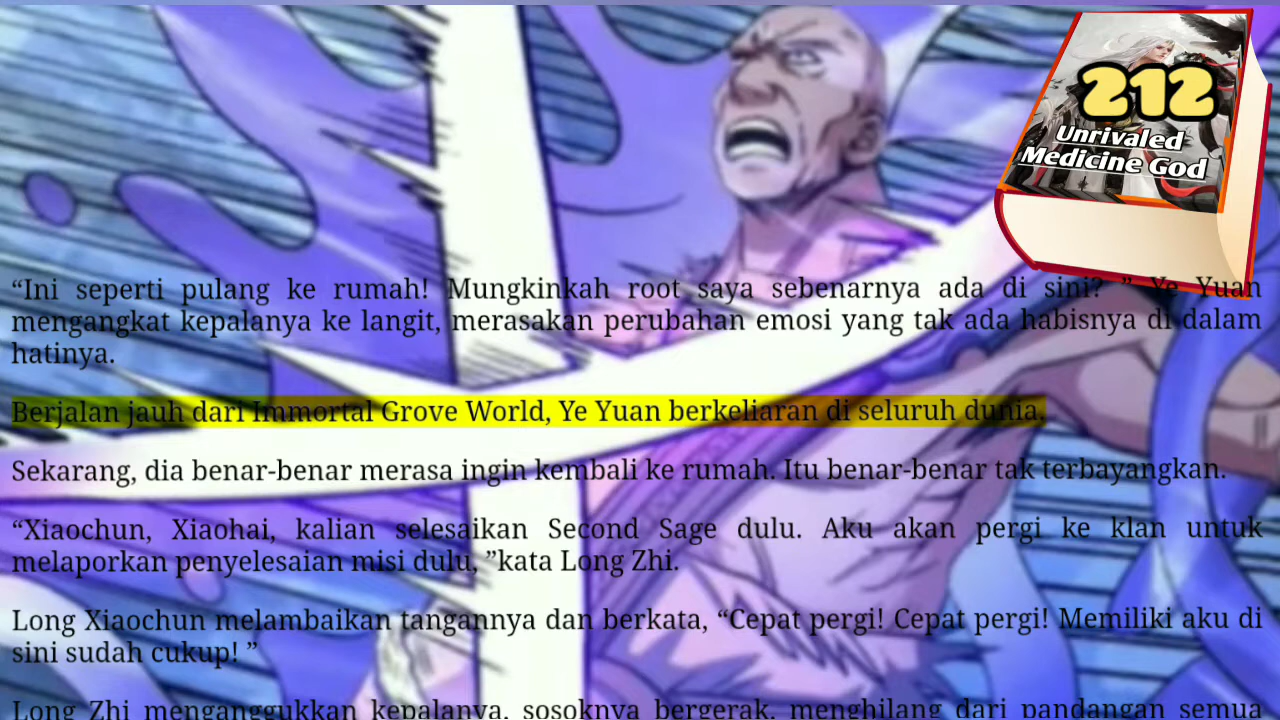 212
Unrivaled
Medicine God
“Ini seperti pulang ke rumah! Mungkinkah root saya sebenarnya ada di sini? ” Ye Yuan
mengangkat kepalanya ke langit, merasakan perubahan emosi yang tak ada habisnya di dalam
hatinya.
Berjalan jauh dari Immortal Grove World, Ye Yuan berkeliaran di seluruh dunia.
Sekarang, dia benar-benar merasa ingin kembali ke rumah. Itu benar-benar tak terbayangkan.
“Xiaochun, Xiaohai, kalian selesaikan Second Sage dulu. Aku akan pergi ke klan untuk
melaporkan penyelesaian misi dulu, ”kata Long Zhi.
Long Xiaochun melambaikan tangannya dan berkata, “Cepat pergi! Cepat pergi! Memiliki aku di
sini sudah cukup! ”
Long Zhi menganggukkan kepalanya, sosoknya bergerak, menghilang dari pandangan semua